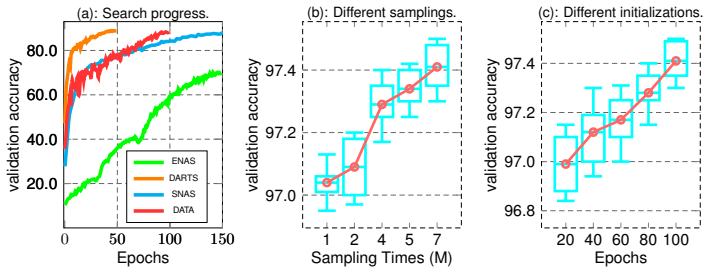 (a): Search progress.
validation accuracy
80.0
60.0
40.0
20.0
ENAS
DARTS
SNAS
DATA
0
50
100
150
Epochs
(b): Different samplings.
validation accuracy
97.4
97.2
97.0
1
2
4
5
7
Sampling Times (M)
(c): Different initializations.
validation accuracy
97.4
97.2
97.0
96.8
20
40
60
80
100
Epochs